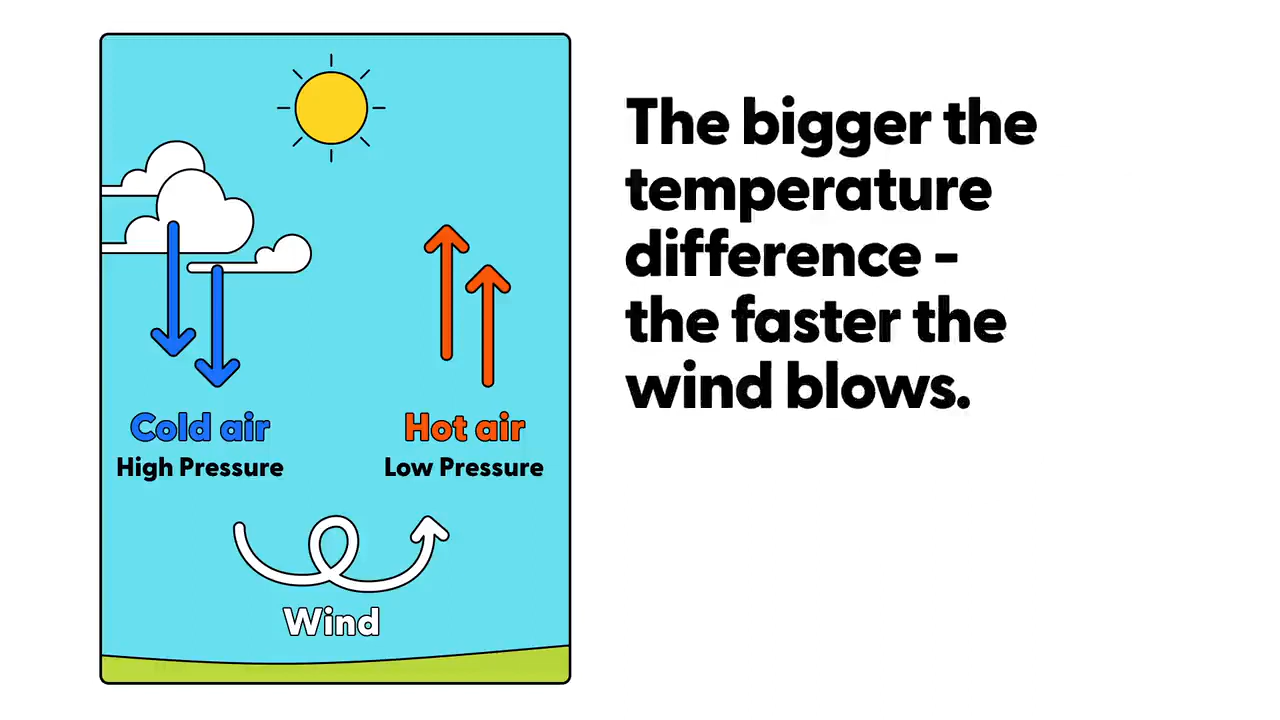 The bigger the
temperature
difference -
the faster the
wind blows.
Cold air
High Pressure
Hot air
Low Pressure
Wind